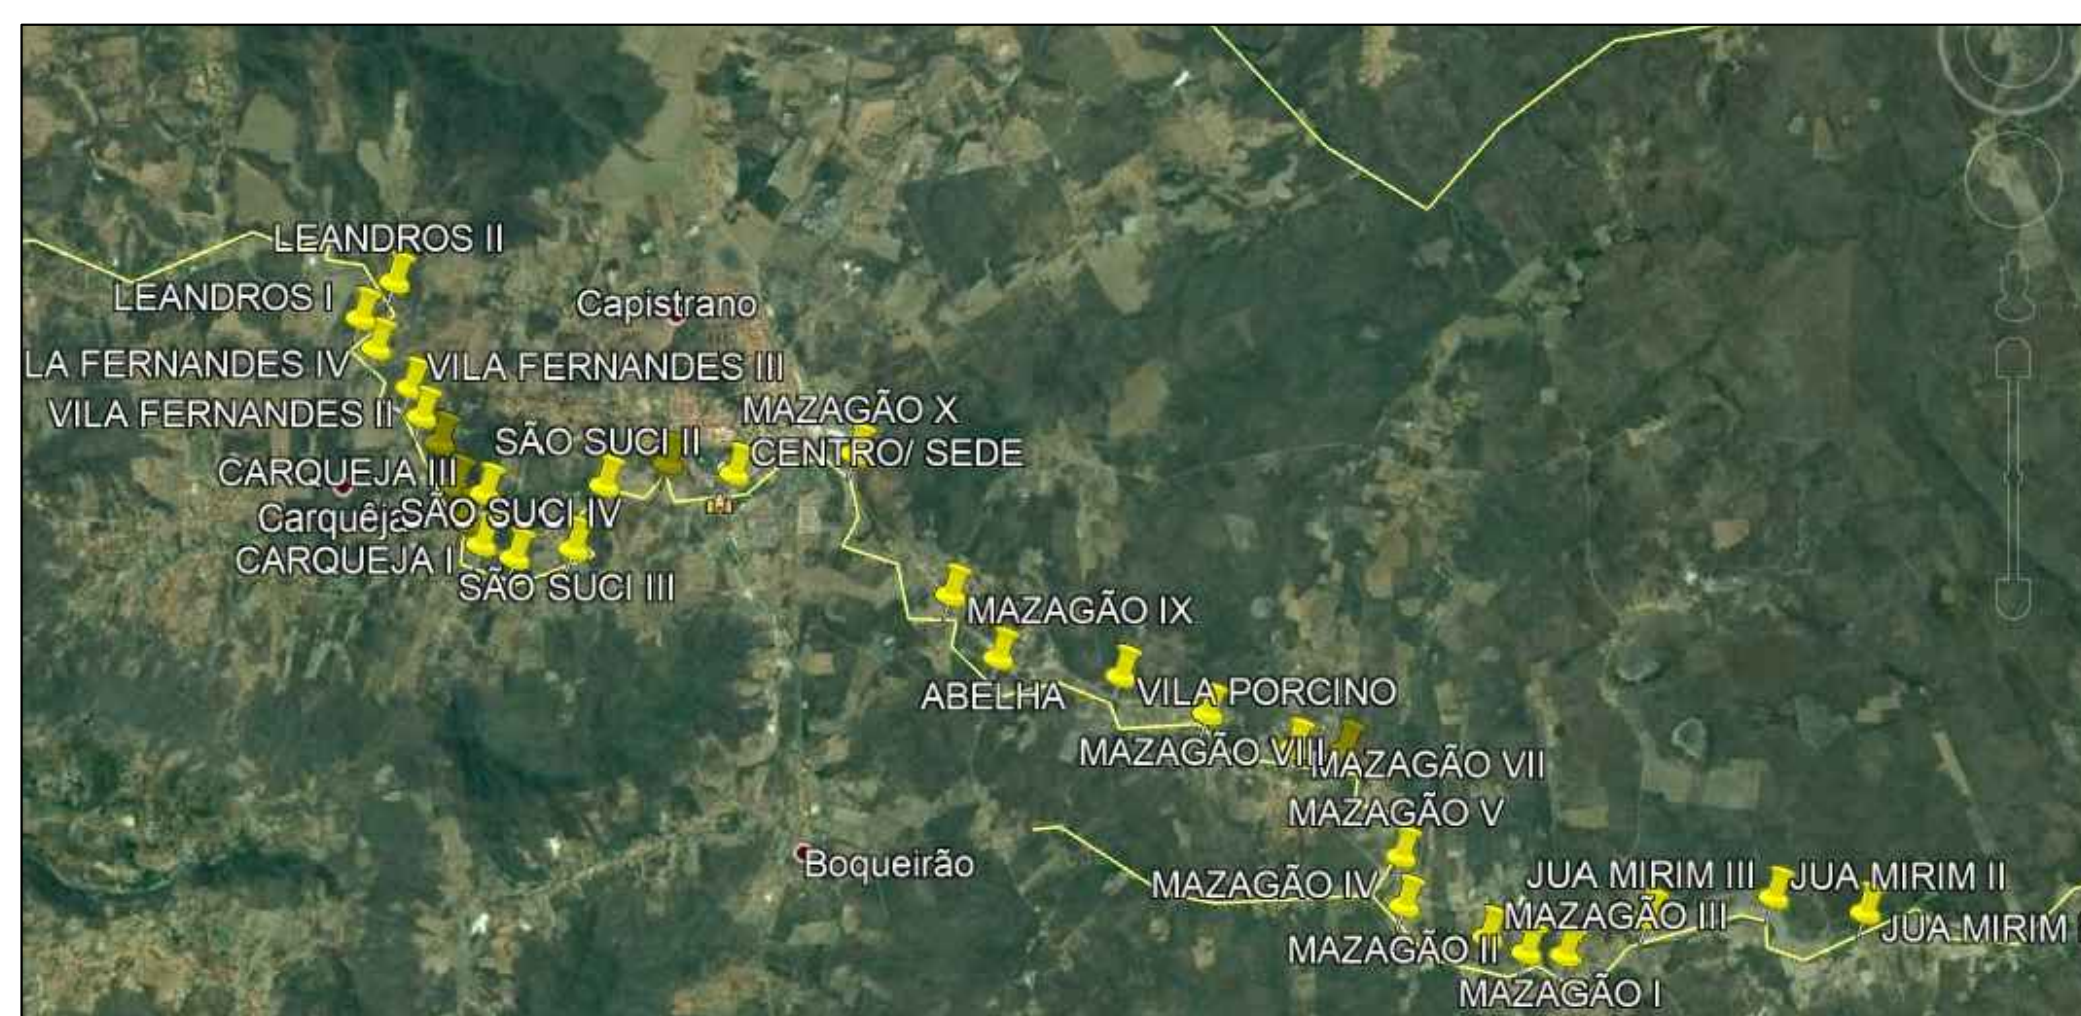 LEANDROS II
LEANDROS I
Capistrano
LA FERNANDES IV
VILA FERNANDES III
VILA FERNANDES II
MAZAGÃO X
SÃO SUCI II
CENTRO/ SEDE
CARQUEJA III
Carquêja
SÃO SUCI IV
CARQUEJA I
SÃO SUCI III
MAZAGÃO IX
ABELHA
VILA PORCINO
MAZAGÃO VIII
MAZAGÃO VII
MAZAGÃO V
Boqueirão
MAZAGÃO IV
JUA MIRIM III
JUA MIRIM II
MAZAGÃO III
JUA MIRIM
MAZAGÃO II
MAZAGÃO I